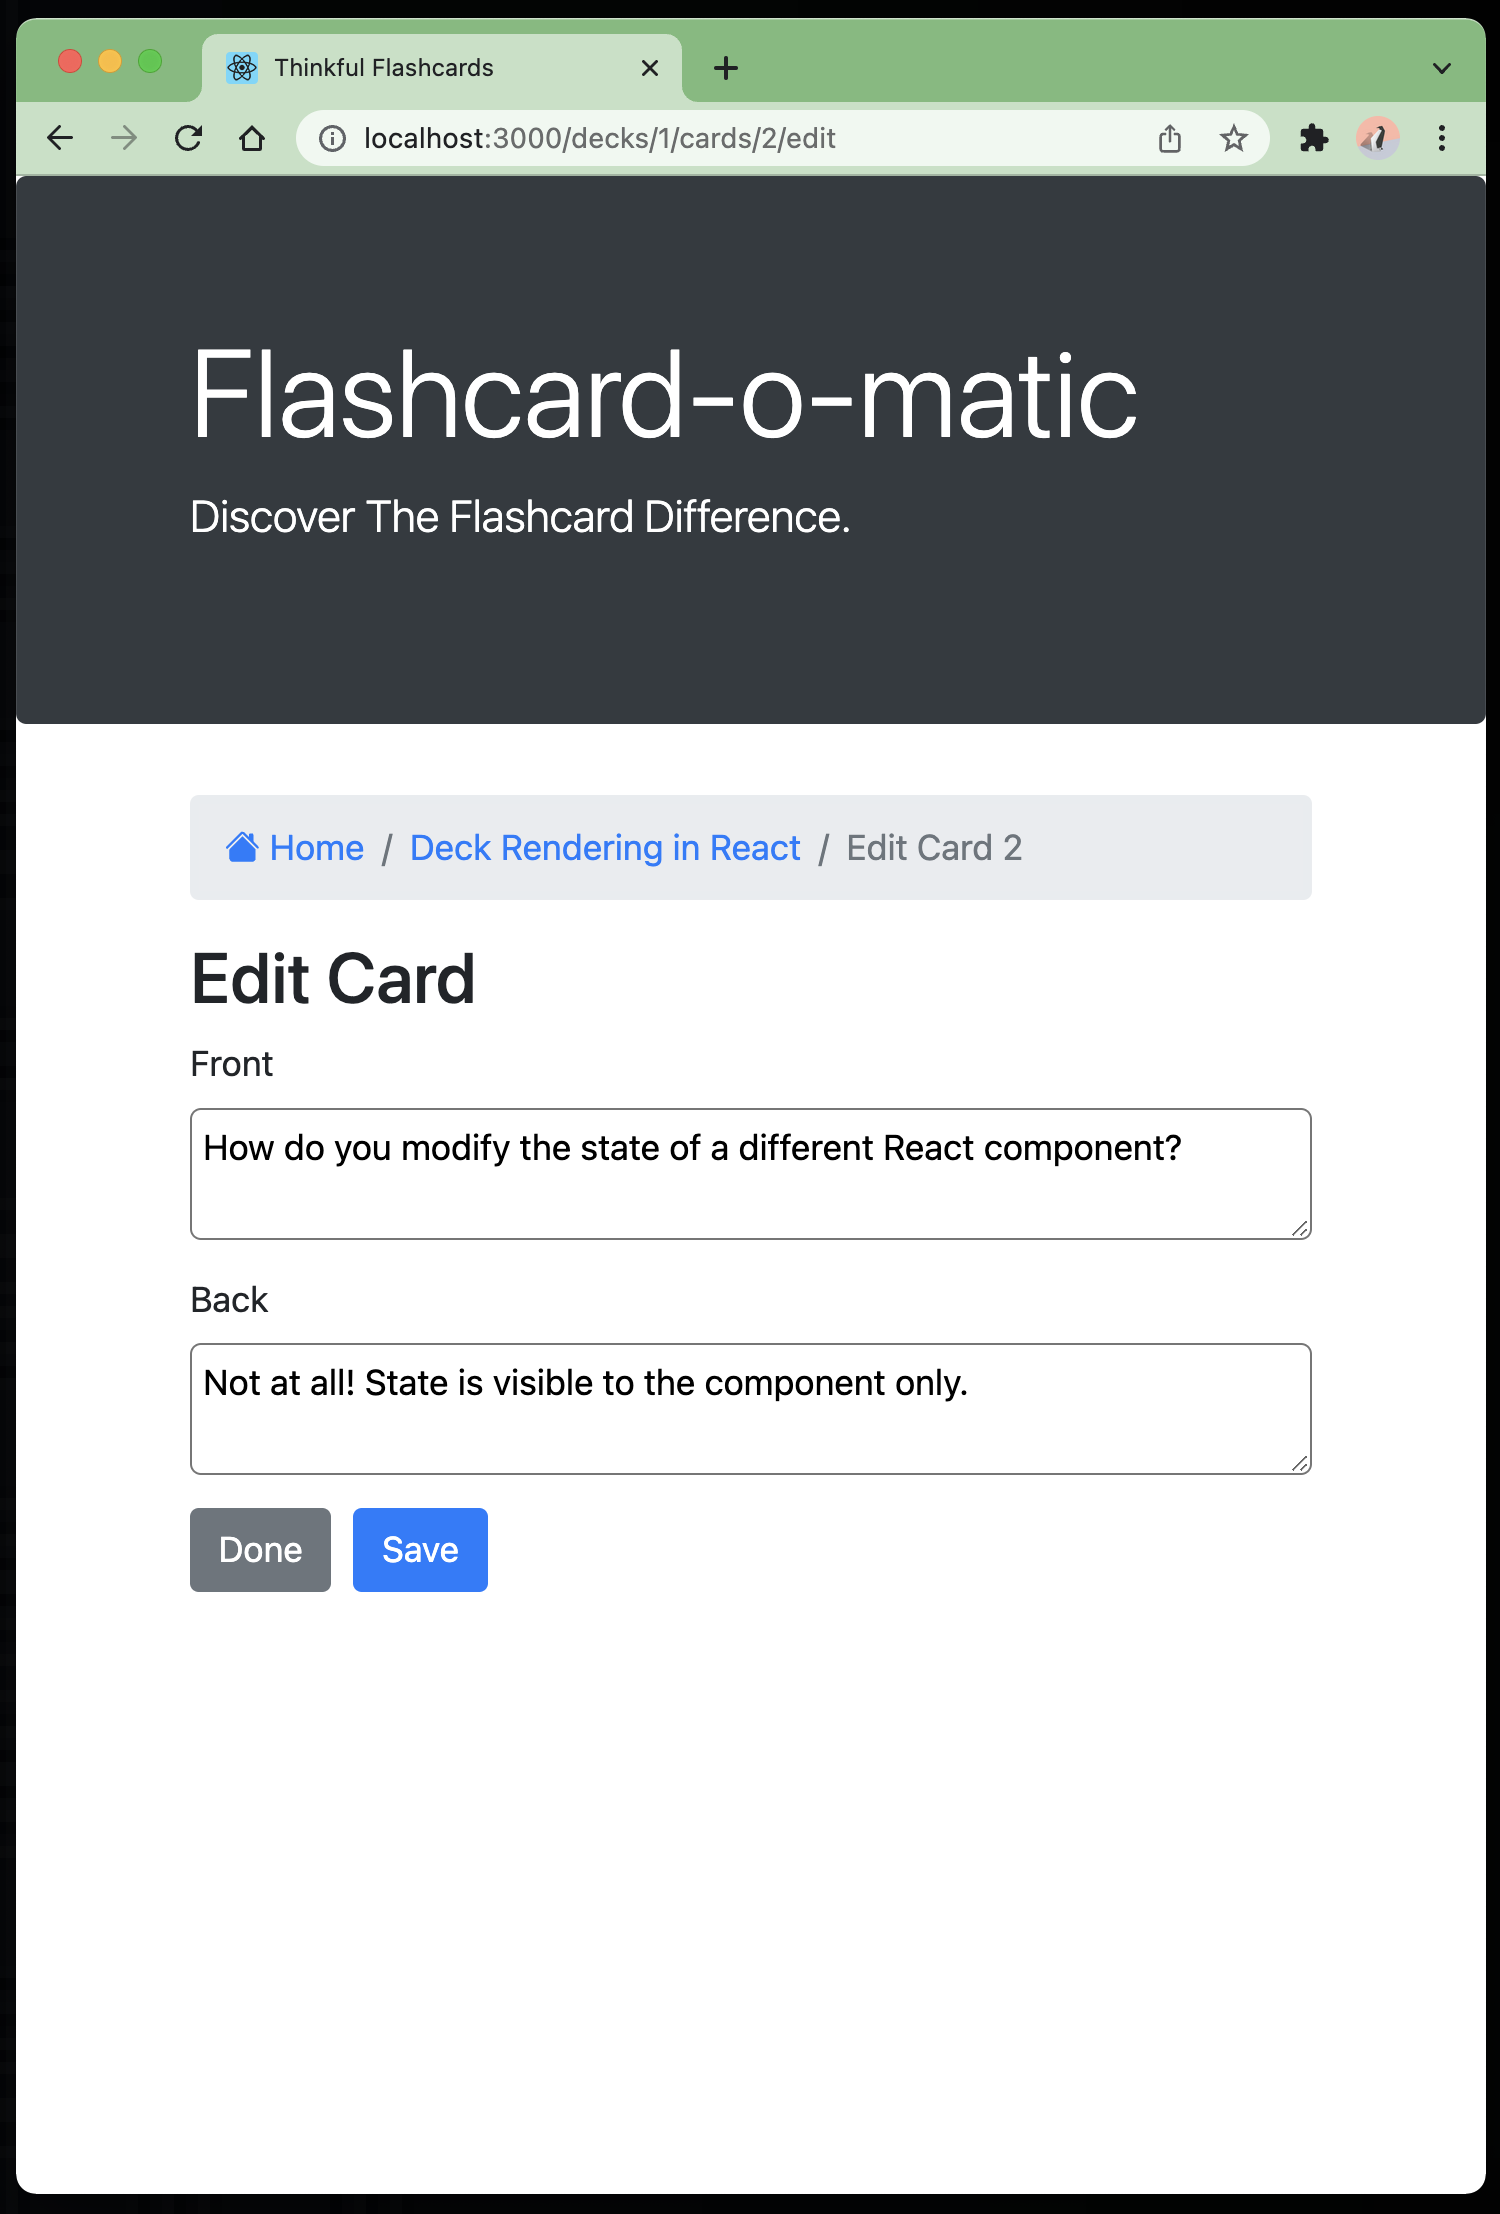 Thinkful Flashcards
localhost:3000/decks/1/cards/2/edit
Flashcard-o-matic
Discover The Flashcard Difference.
Home / Deck Rendering in React / Edit Card 2
Edit Card
Front
How do you modify the state of a different React component?
Back
Not at all! State is visible to the component only.
Done Save